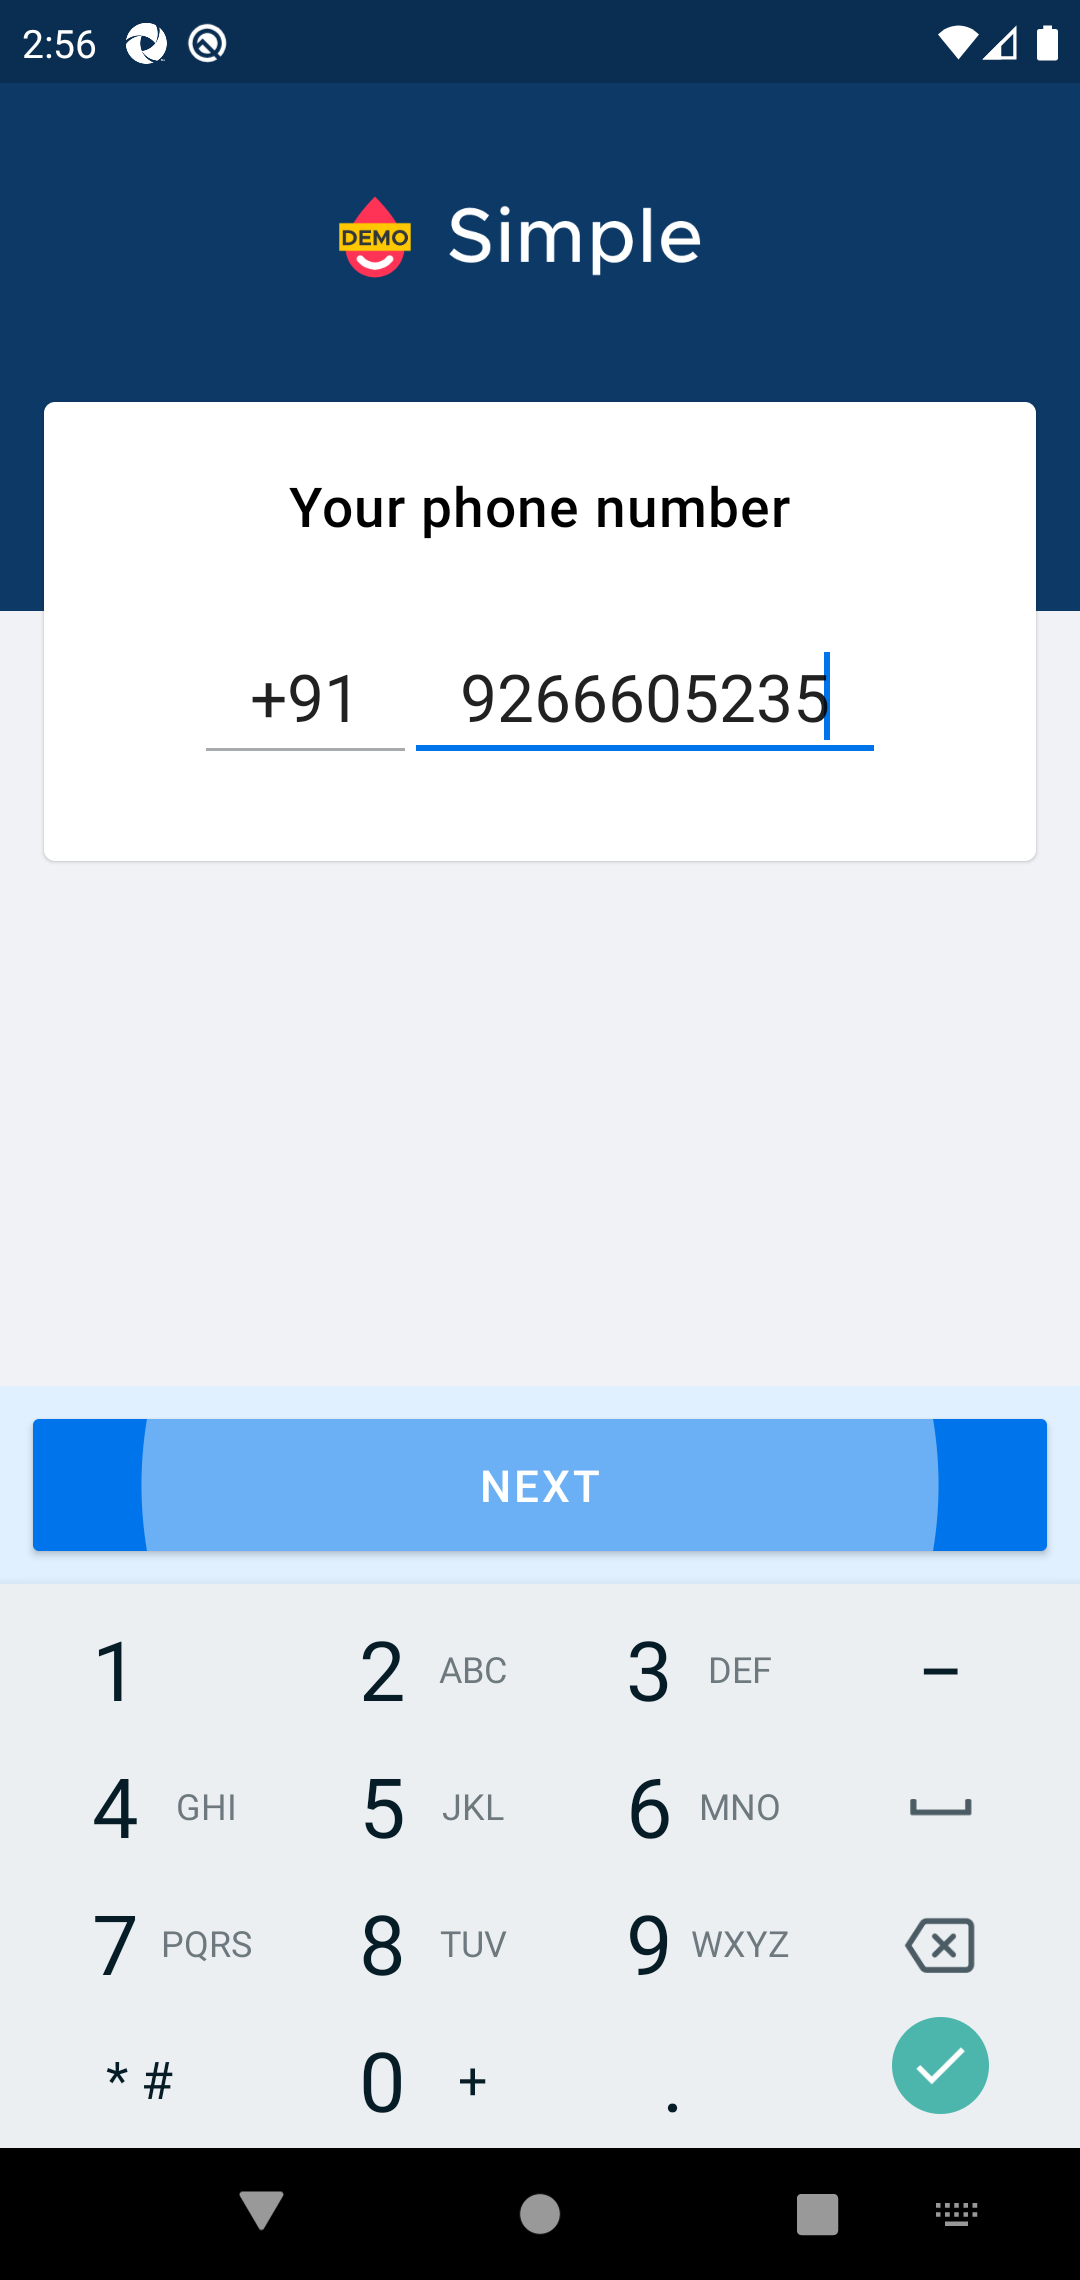 2:56
DEMO Simple
Your phone number
+91 9266605235
NEXT
1 2 ABC 3 DEF –
4 GHI 5 JKL 6 MNO
7 PQRS 8 TUV 9 WXYZ
* # 0 + .